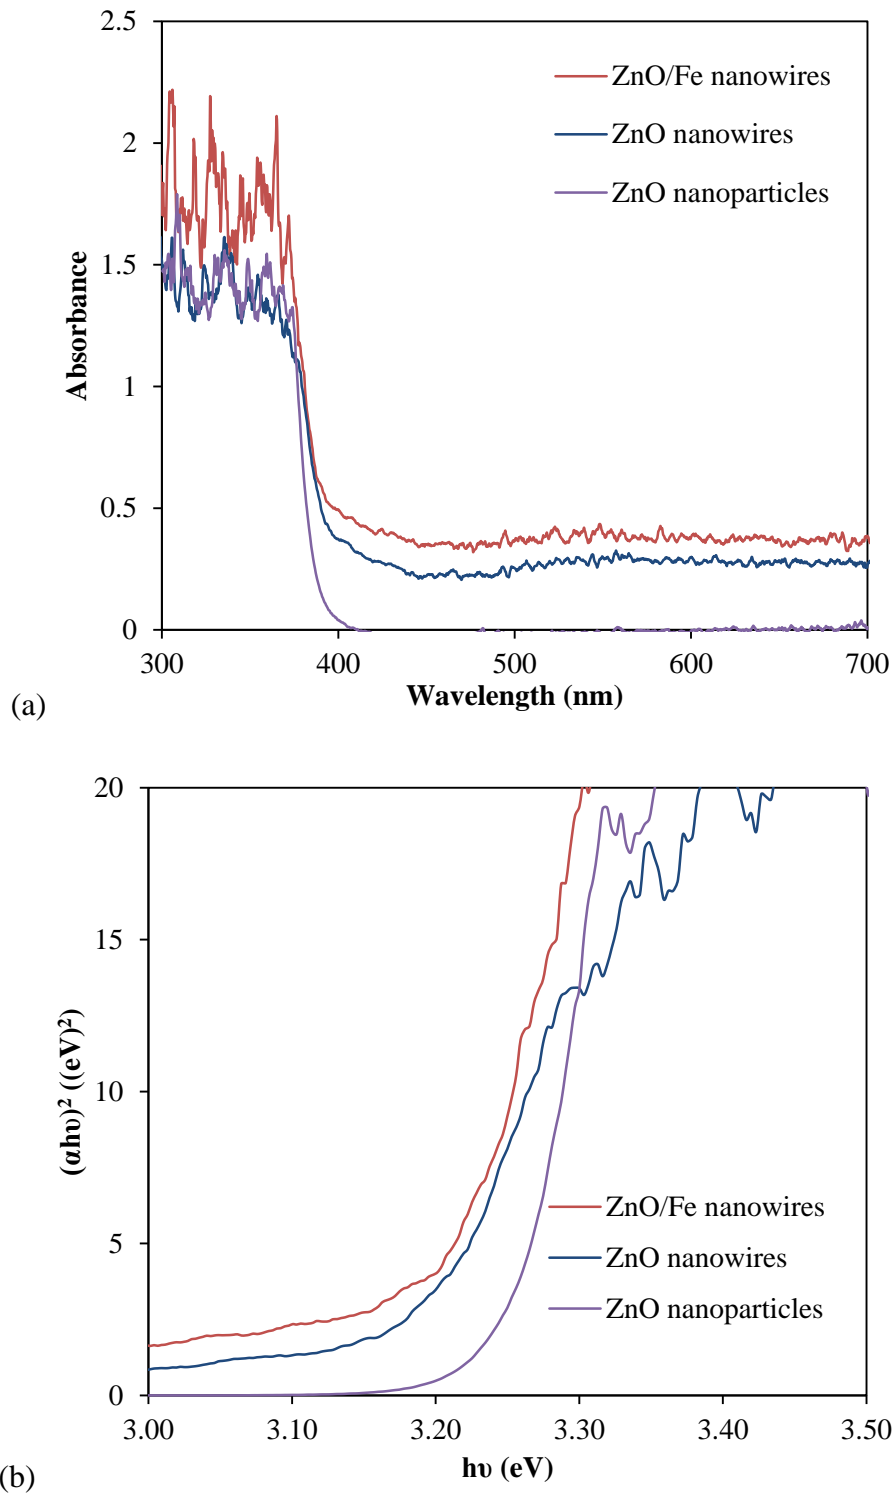 2.5
2
1.5
1
0.5
0
Absorbance
ZnO/Fe nanowires
ZnO nanowires
ZnO nanoparticles
300 400 500 600 700
Wavelength (nm)
(a)
20
15
10
5
0
(αhυ)² ((eV)²)
ZnO/Fe nanowires
ZnO nanowires
ZnO nanoparticles
3.00 3.10 3.20 3.30 3.40 3.50
hυ (eV)
(b)